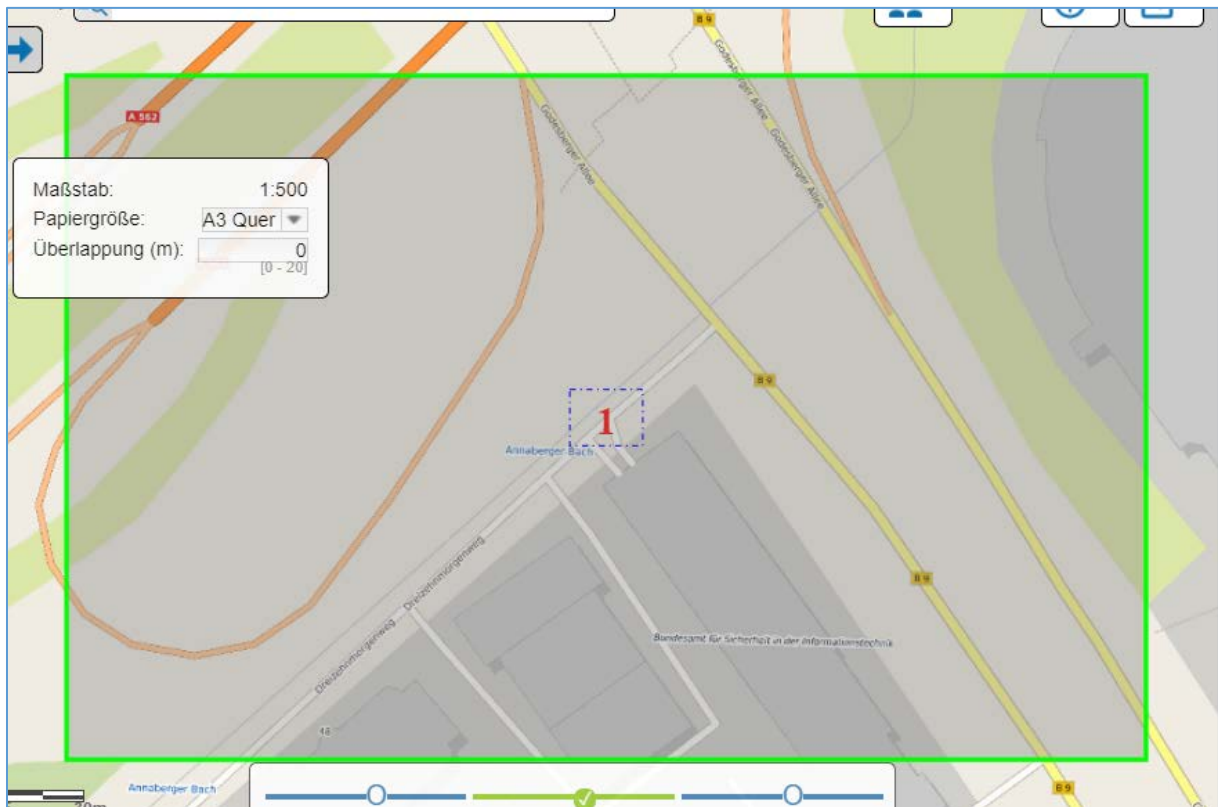 B 9
A 562
Godesberger Allee
Godesberger Allee
Godesberger Allee
Maßstab: 1:500
Papiergröße: A3 Quer
Überlappung (m): 0
[0 - 20]
B 9
1
Annaberger Bach
Dreizehnmorgenweg
B 9
Dreizehnmorgenweg
Bundesamt für Sicherheit in der Informationstechnik
48
Annaberger Bach
B 9